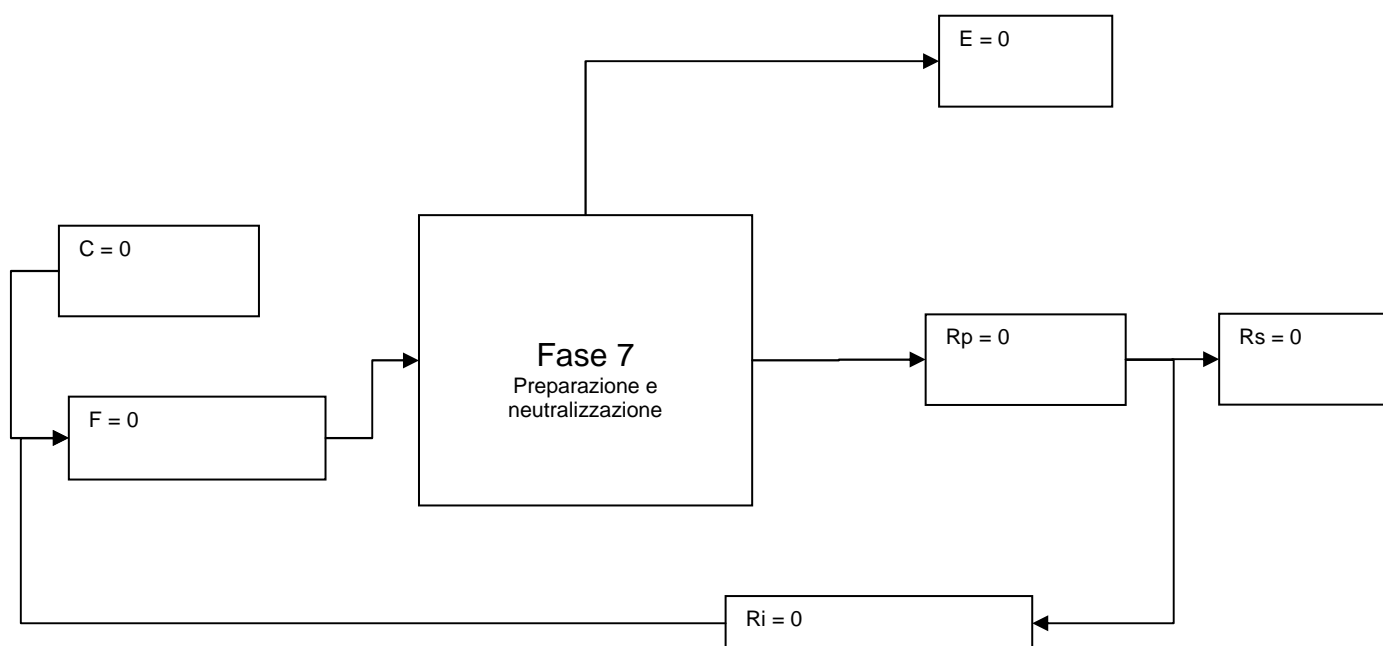 E = 0
C = 0
Fase 7
Preparazione e
neutralizzazione
Rp = 0
Rs = 0
F = 0
Ri = 0